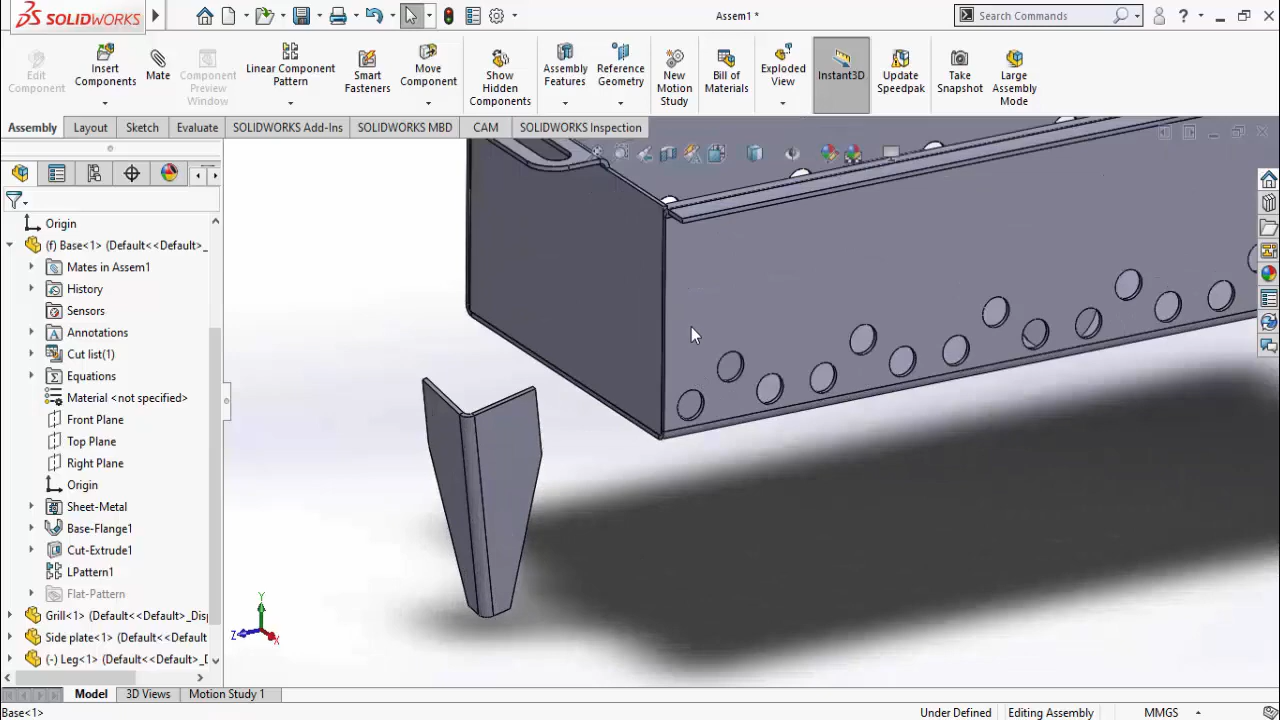 SOLIDWORKS
Assem1 *
Search Commands
Edit Component
Insert Components
Mate
Component Preview Window
Linear Component Pattern
Smart Fasteners
Move Component
Show Hidden Components
Assembly Features
Reference Geometry
New Motion Study
Bill of Materials
Exploded View
Instant3D
Update Speedpak
Take Snapshot
Large Assembly Mode
Assembly
Layout
Sketch
Evaluate
SOLIDWORKS Add-Ins
SOLIDWORKS MBD
CAM
SOLIDWORKS Inspection
Origin
(f) Base<1> (Default<<Default>_
Mates in Assem1
History
Sensors
Annotations
Cut list(1)
Equations
Material <not specified>
Front Plane
Top Plane
Right Plane
Origin
Sheet-Metal
Base-Flange1
Cut-Extrude1
LPattern1
Flat-Pattern
Grill<1> (Default<<Default>_Disp
Side plate<1> (Default<<Default
(-) Leg<1> (Default<<Default>_D
Y
Z
X
Model
3D Views
Motion Study 1
Base<1>
Under Defined
Editing Assembly
MMGS